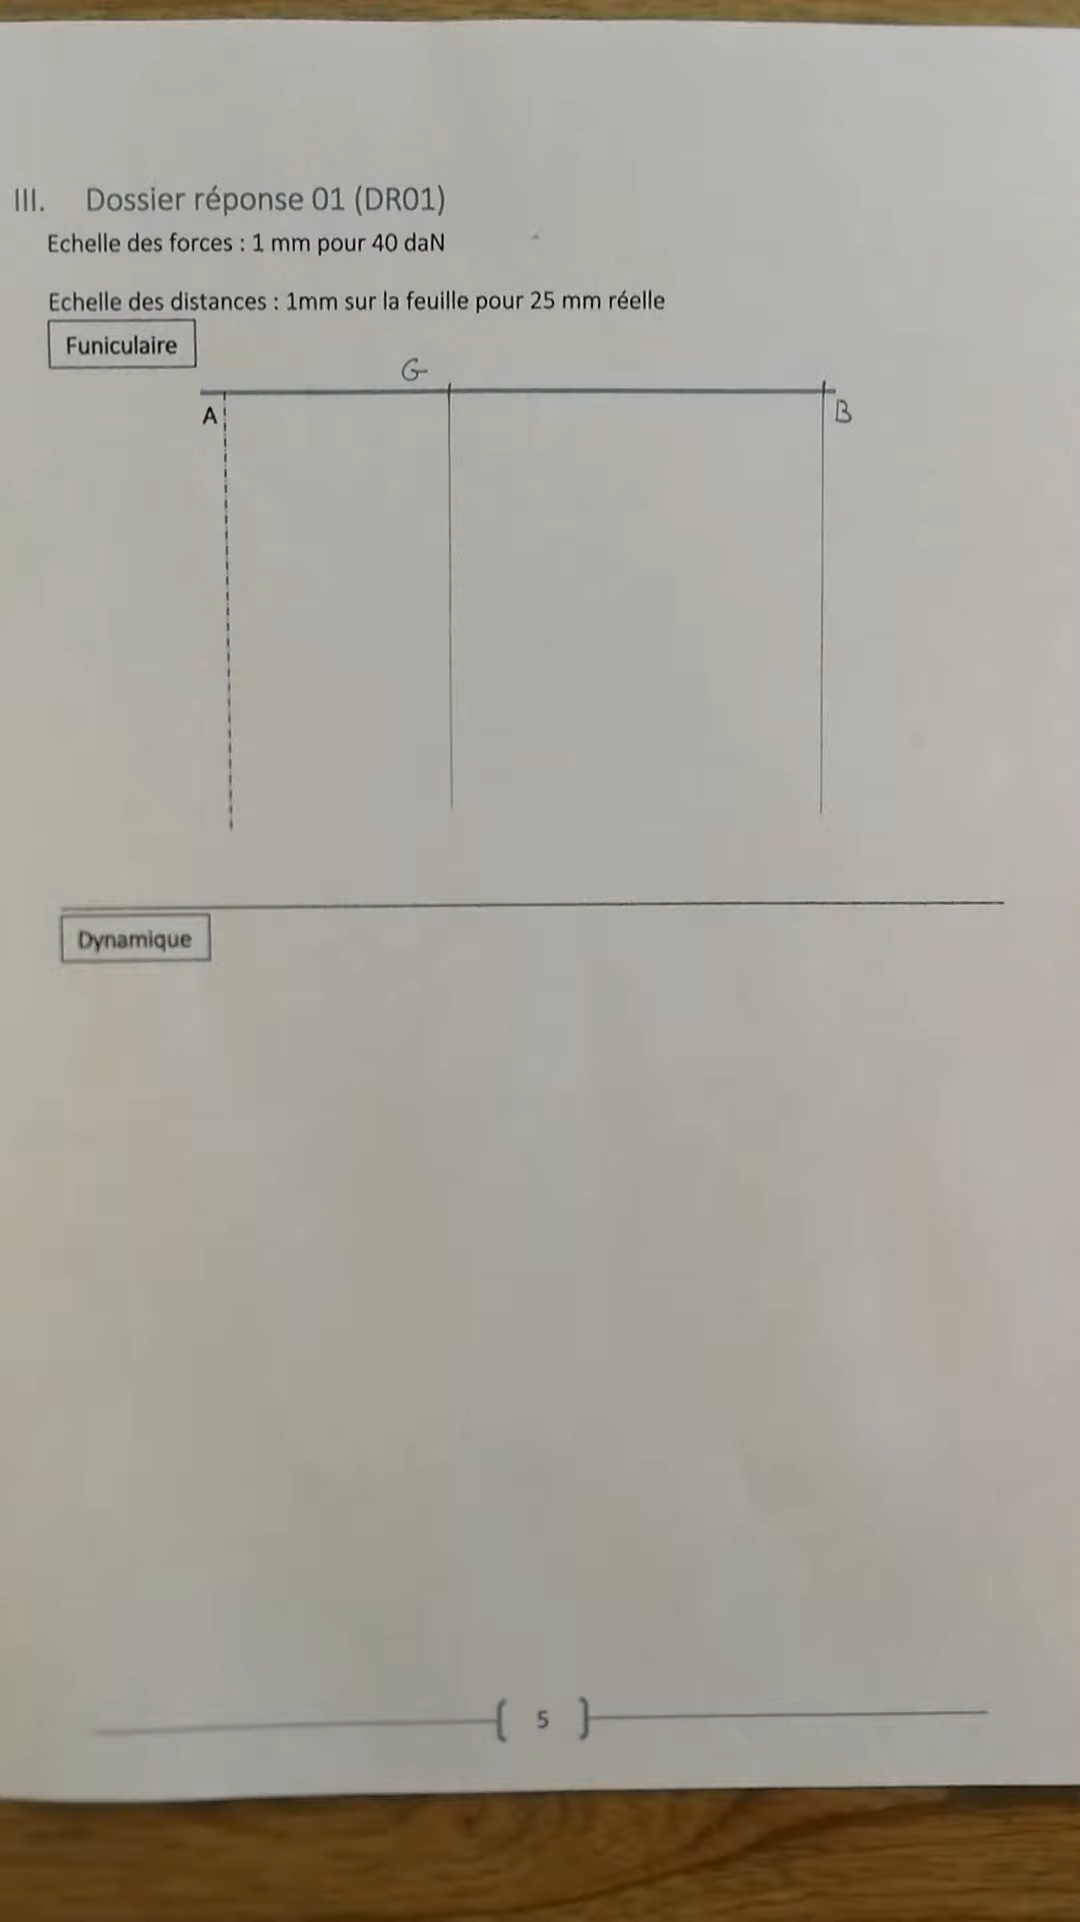 III. Dossier réponse 01 (DR01)
Echelle des forces : 1 mm pour 40 daN
Echelle des distances : 1mm sur la feuille pour 25 mm réelle
Funiculaire
G
A
B
Dynamique
5